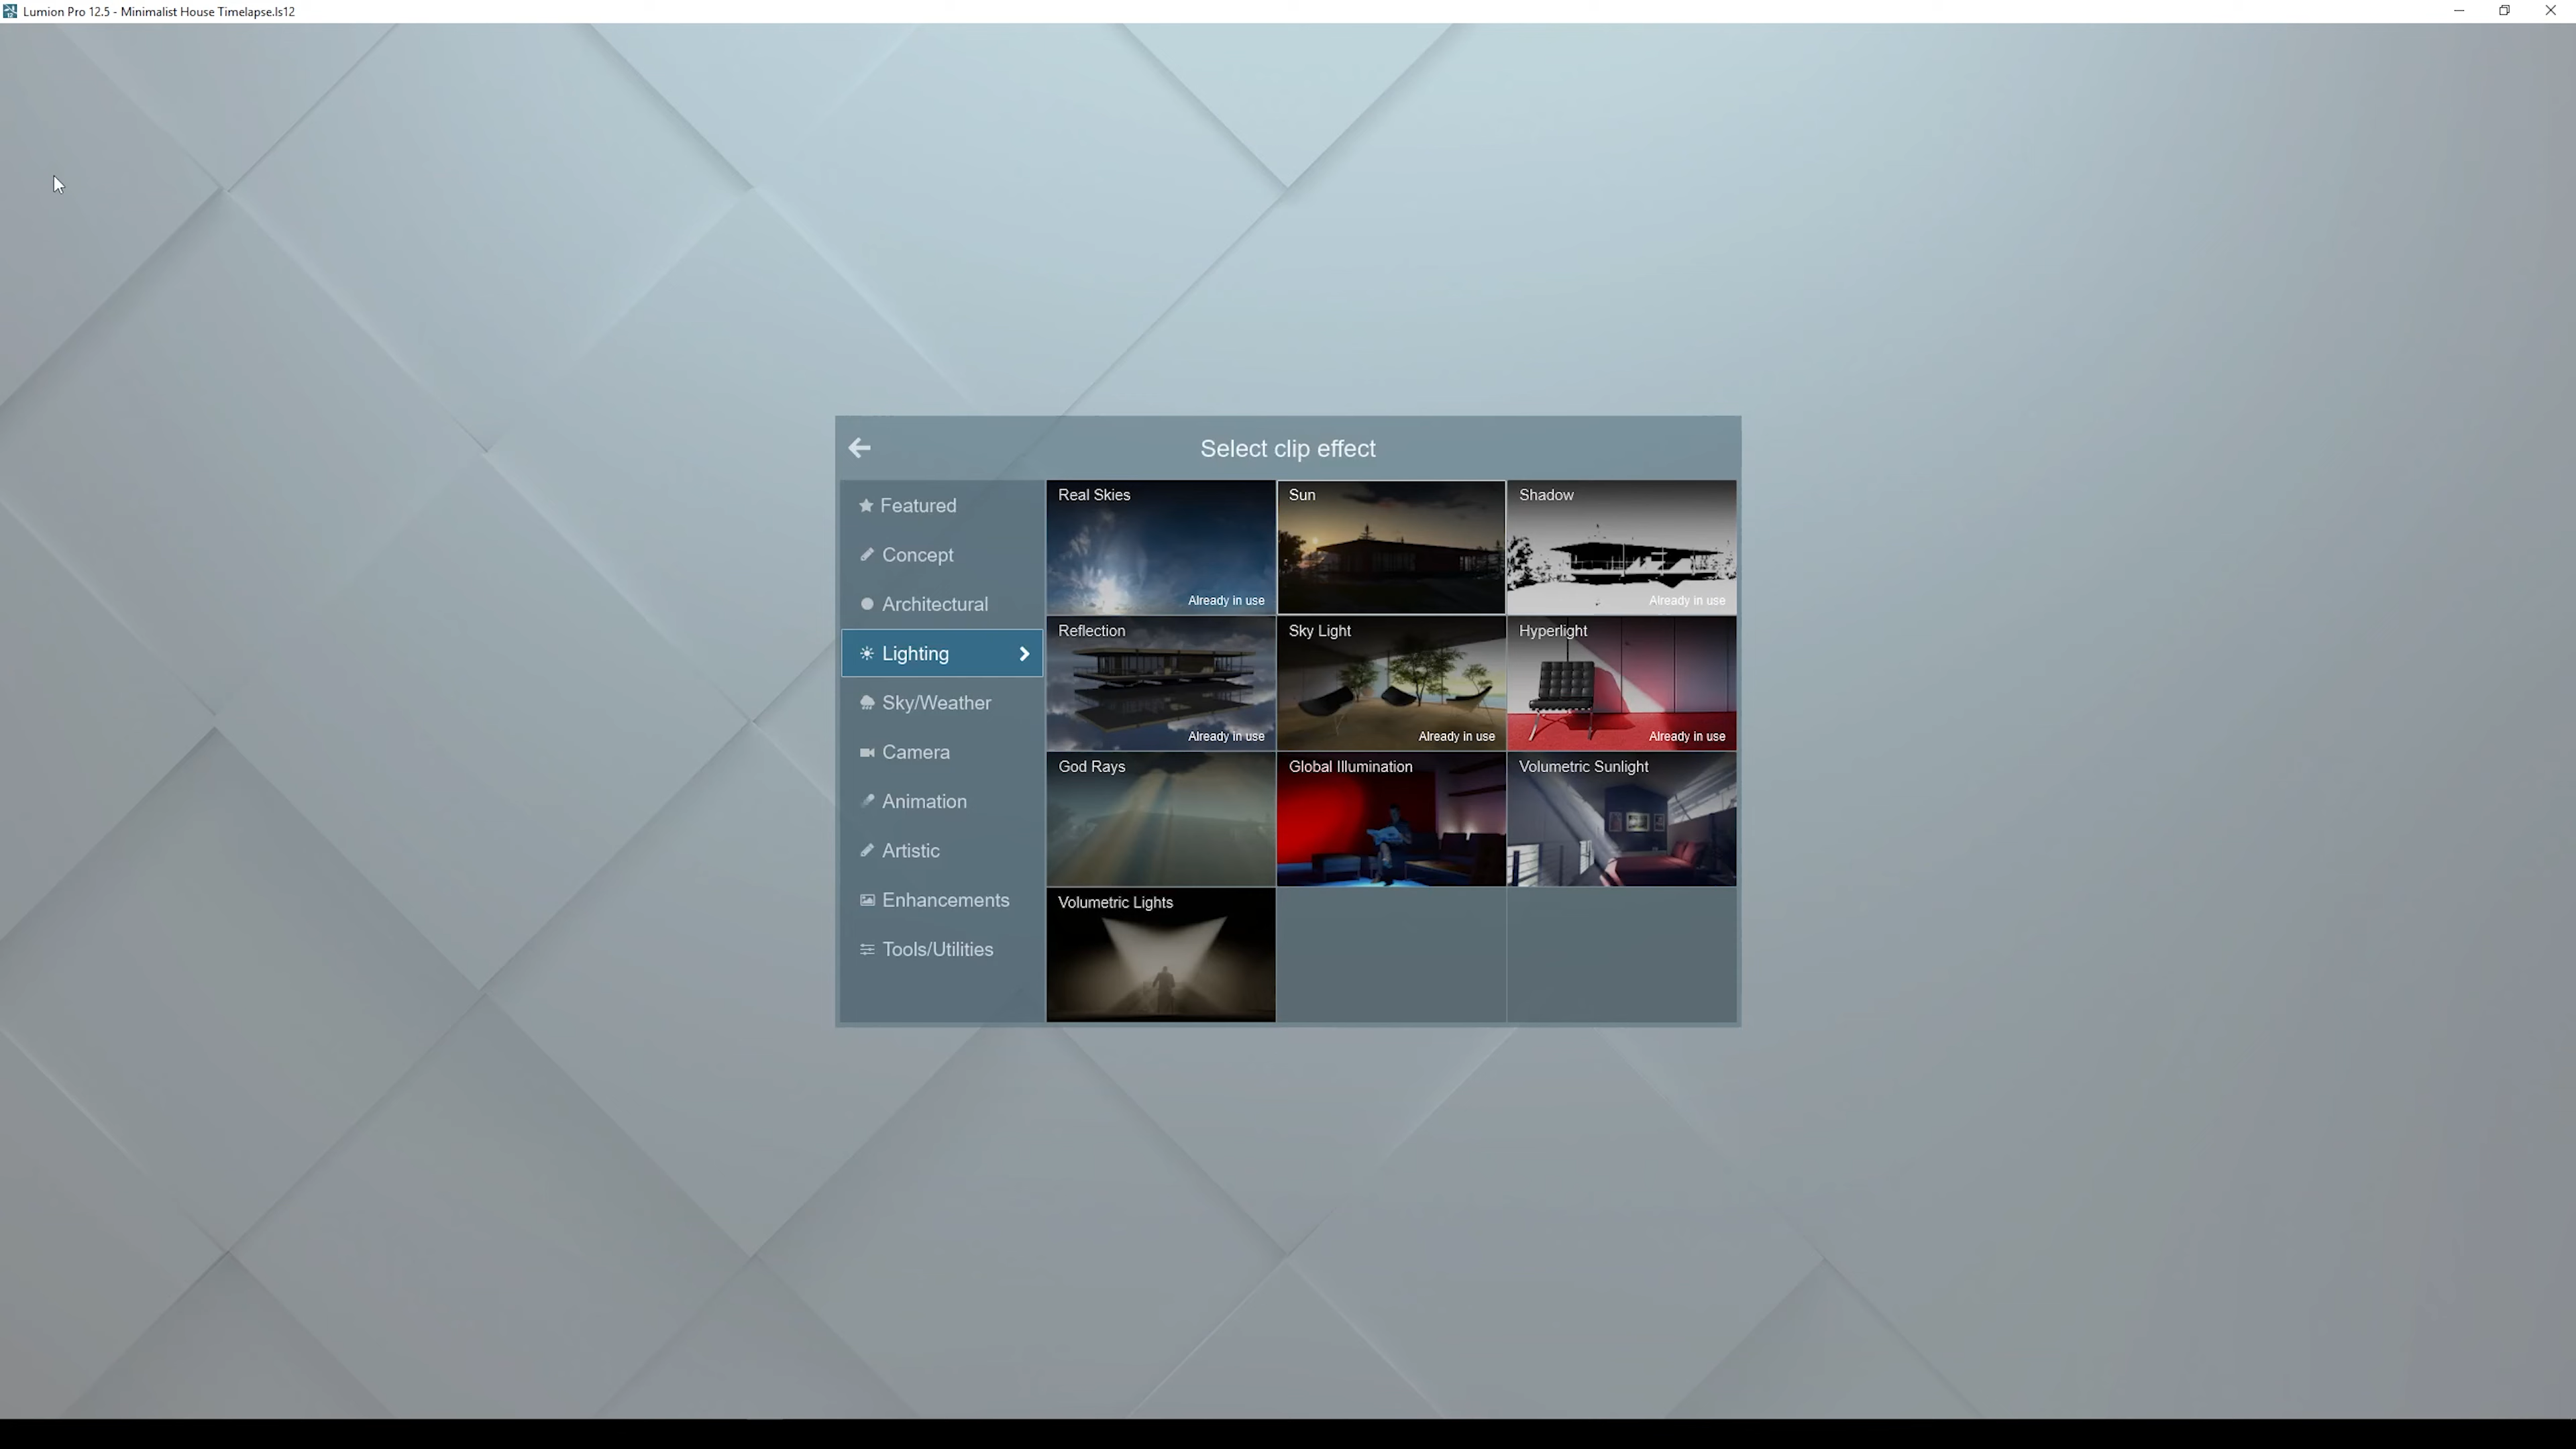 Lumion Pro 12.5 - Minimalist House Timelapse.ls12
Select clip effect
Featured
Concept
Architectural
Lighting
Sky/Weather
Camera
Animation
Artistic
Enhancements
Tools/Utilities
Real Skies
Already in use
Sun
Shadow
Already in use
Reflection
Already in use
Sky Light
Already in use
Hyperlight
Already in use
God Rays
Global Illumination
Volumetric Sunlight
Volumetric Lights